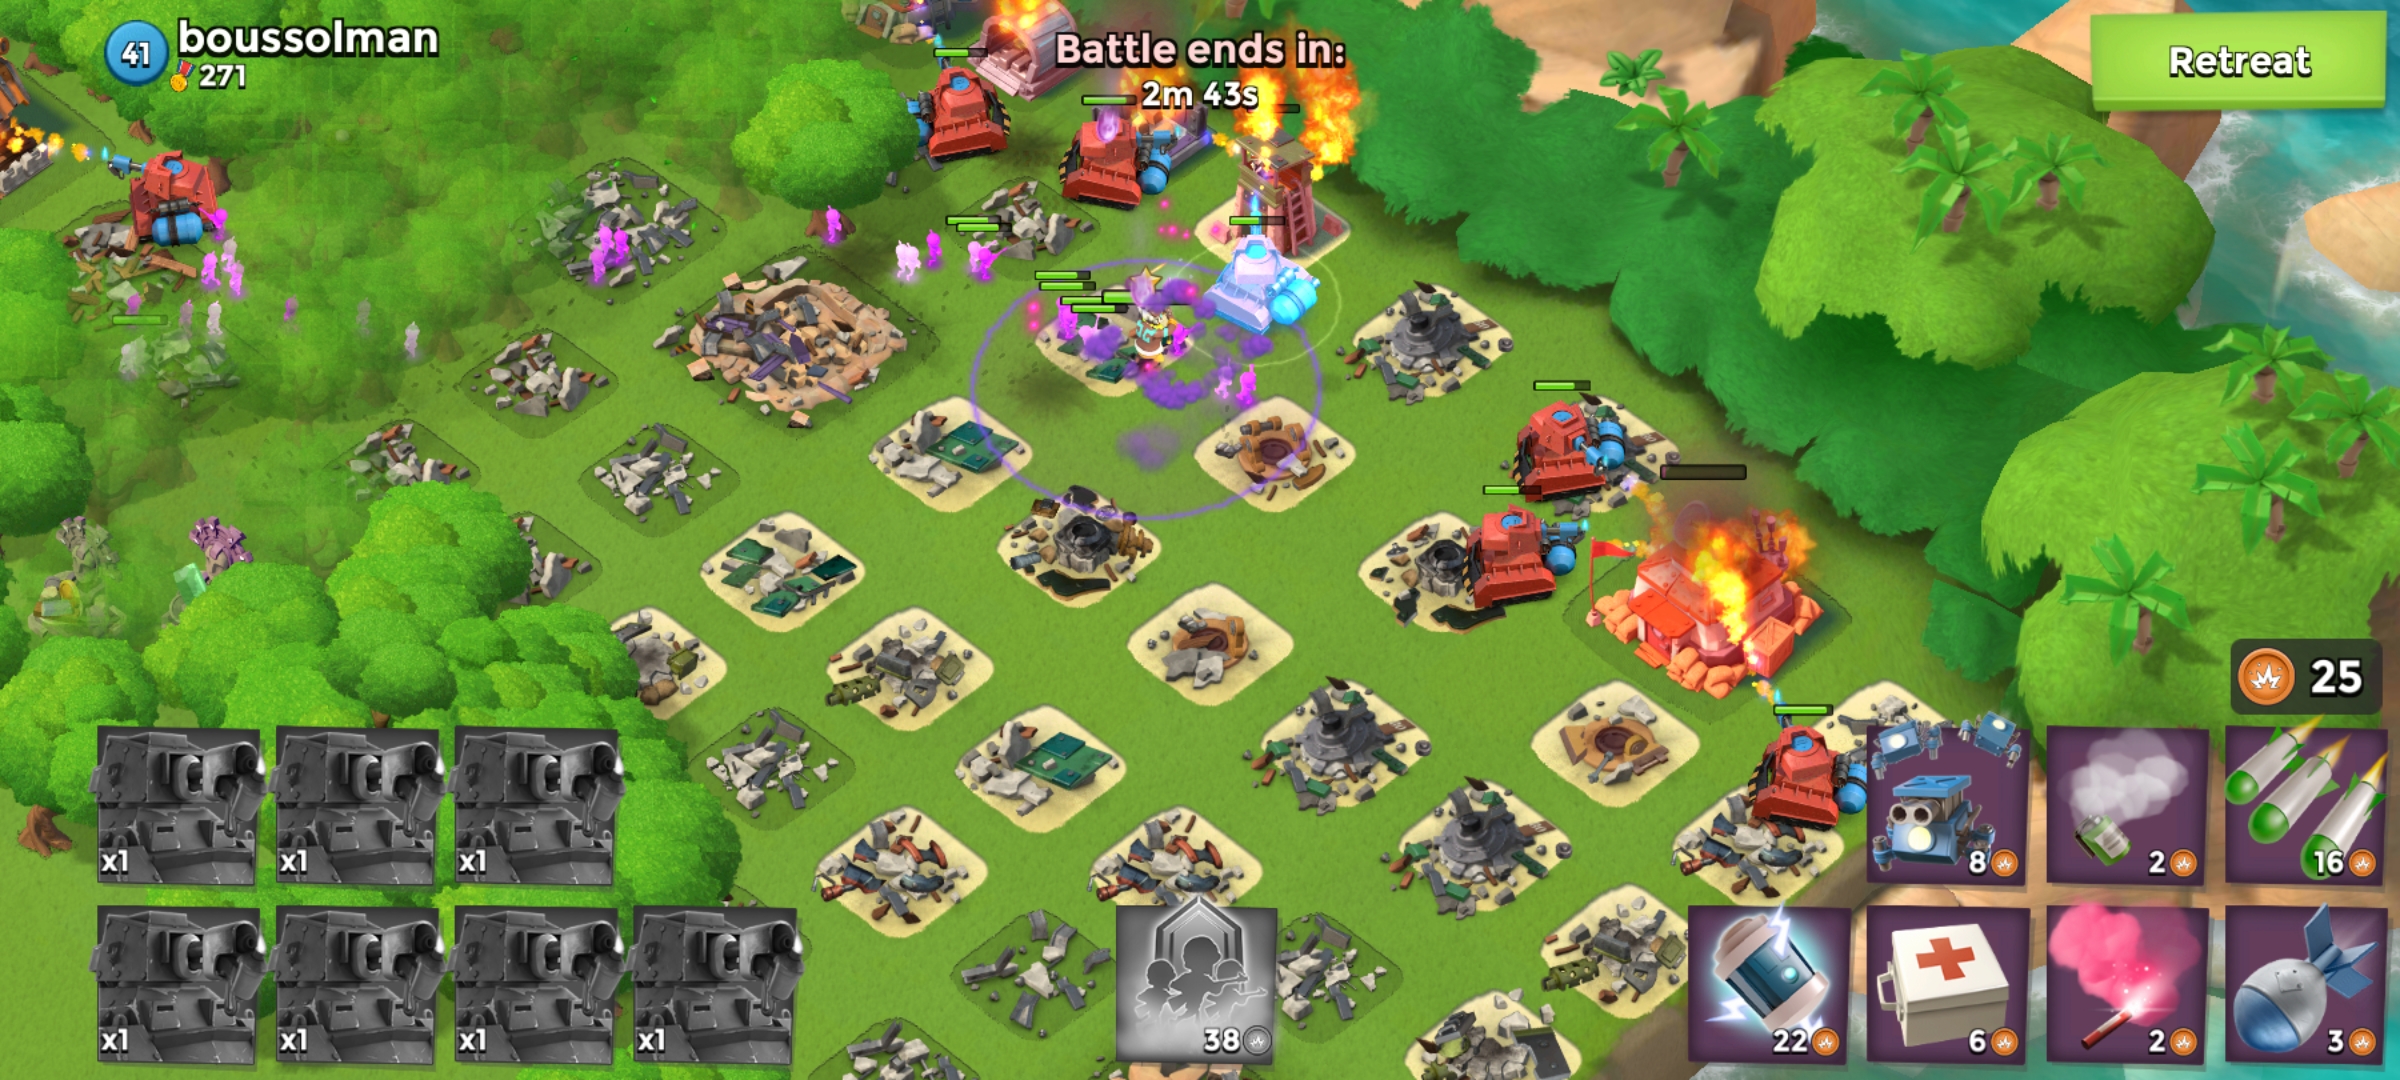 41
boussolman
271
Battle ends in:
2m 43s
Retreat
25
x1
x1
x1
8
2
16
x1
x1
x1
x1
38
22
6
2
3